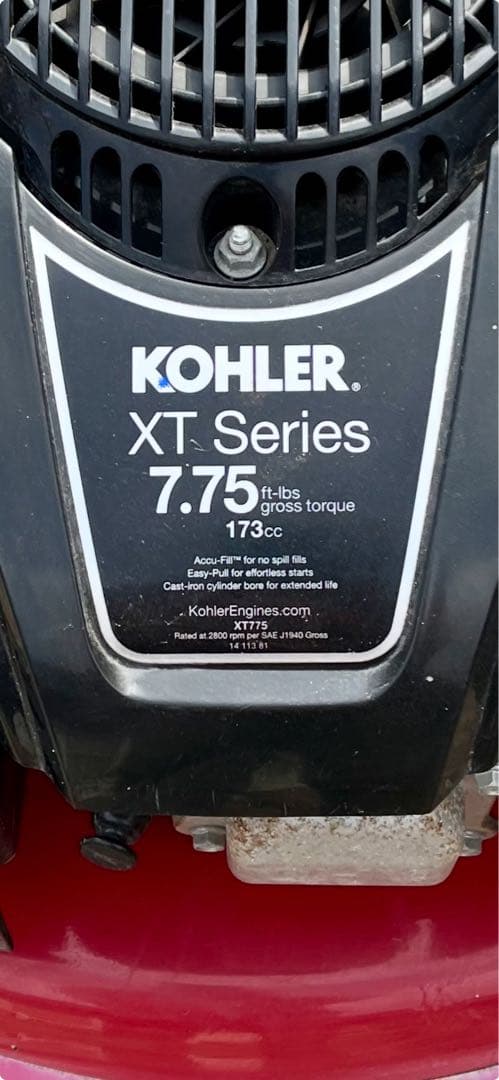 KOHLER®
XT Series
7.75 ft-lbs
gross torque
173cc
Accu-Fill™ for no spill fills
Easy-Pull for effortless starts
Cast-iron cylinder bore for extended life
KohlerEngines.com
XT775
Rated at 2800 rpm per SAE J1940 Gross
14 113 81